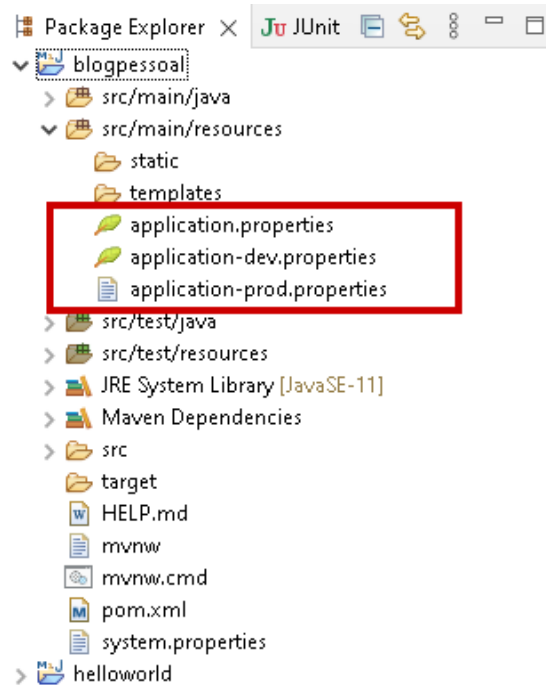 Package Explorer JU JUnit
blogpessoal
src/main/java
src/main/resources
static
templates
application.properties
application-dev.properties
application-prod.properties
src/test/java
src/test/resources
JRE System Library [JavaSE-11]
Maven Dependencies
src
target
HELP.md
mvnw
mvnw.cmd
pom.xml
system.properties
helloworld